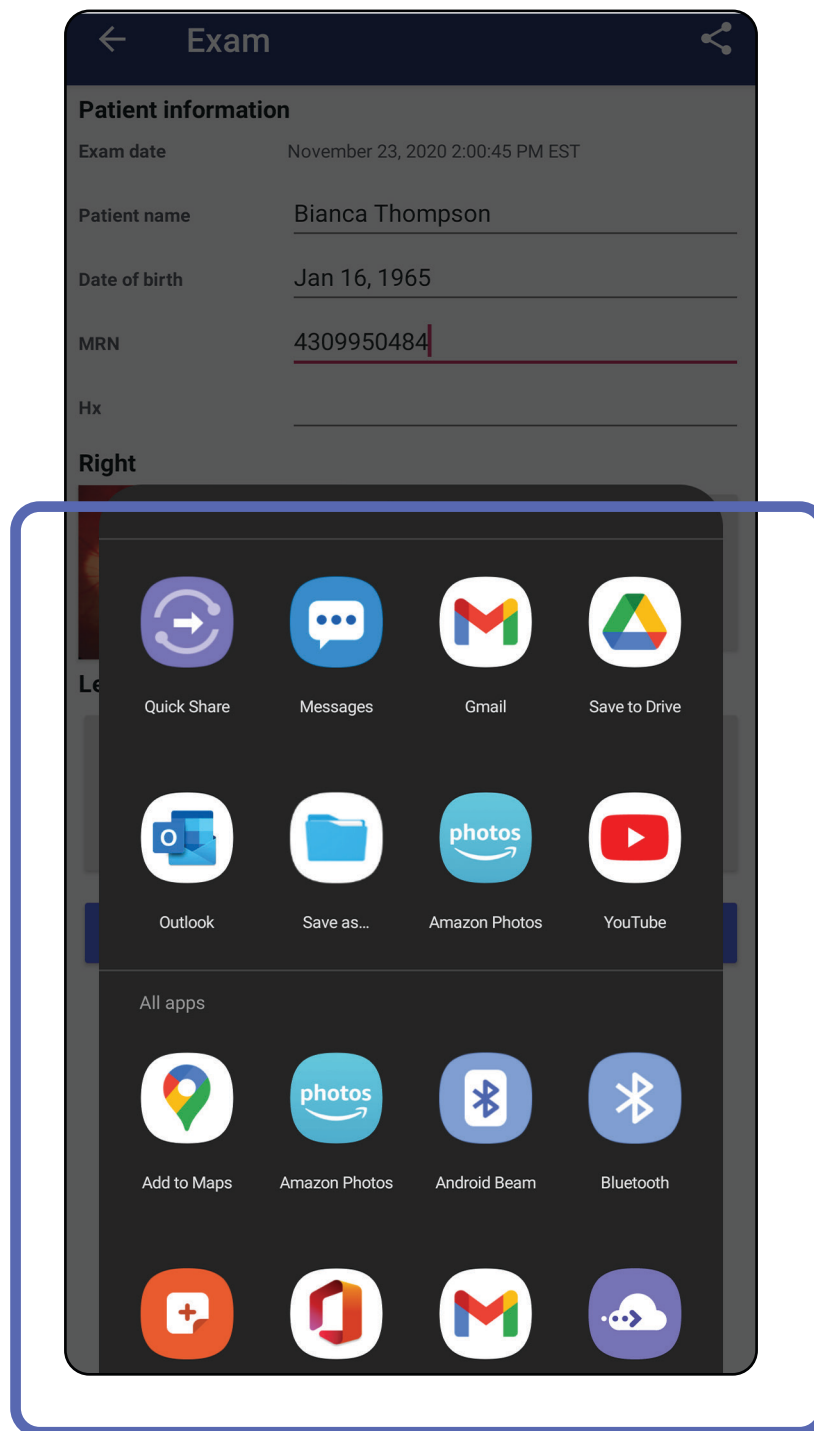 Exam
Patient information
Exam date November 23, 2020 2:00:45 PM EST
Patient name Bianca Thompson
Date of birth Jan 16, 1965
MRN 4309950484
Hx
Right
Le
Quick Share Messages Gmail Save to Drive
O photos
Outlook Save as... Amazon Photos YouTube
All apps
photos
Add to Maps Amazon Photos Android Beam Bluetooth